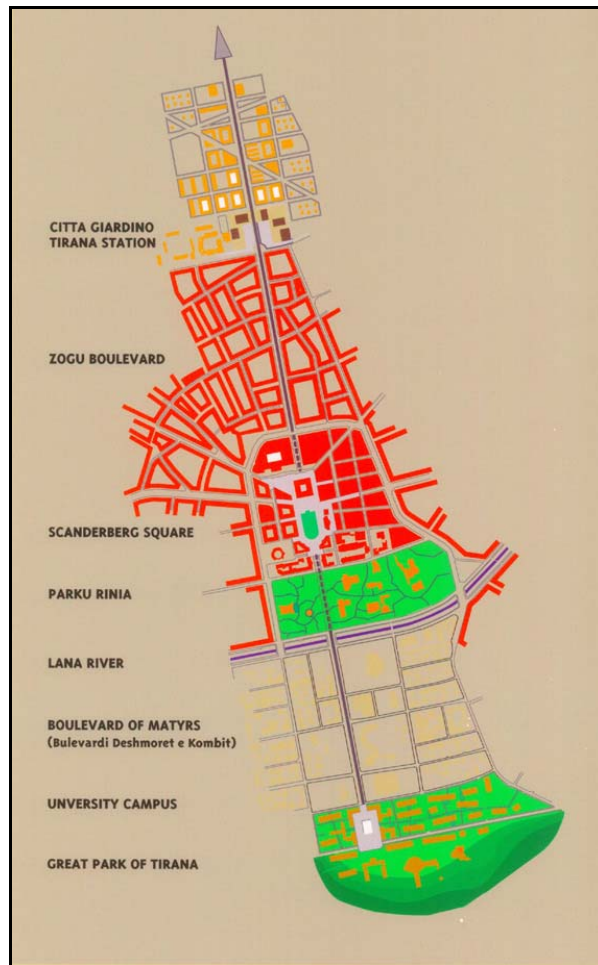 CITTA GIARDINO
TIRANA STATION
ZOGU BOULEVARD
SCANDERBERG SQUARE
PARKU RINIA
LANA RIVER
BOULEVARD OF MATYRS
(Bulevardi Deshmoret e Kombit)
UNVERSITY CAMPUS
GREAT PARK OF TIRANA